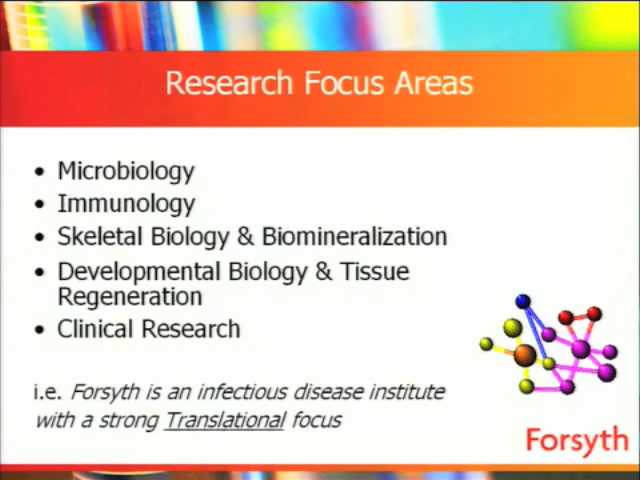 Research Focus Areas
• Microbiology
• Immunology
• Skeletal Biology & Biomineralization
• Developmental Biology & Tissue
Regeneration
• Clinical Research
i.e. Forsyth is an infectious disease institute
with a strong Translational focus
Forsyth